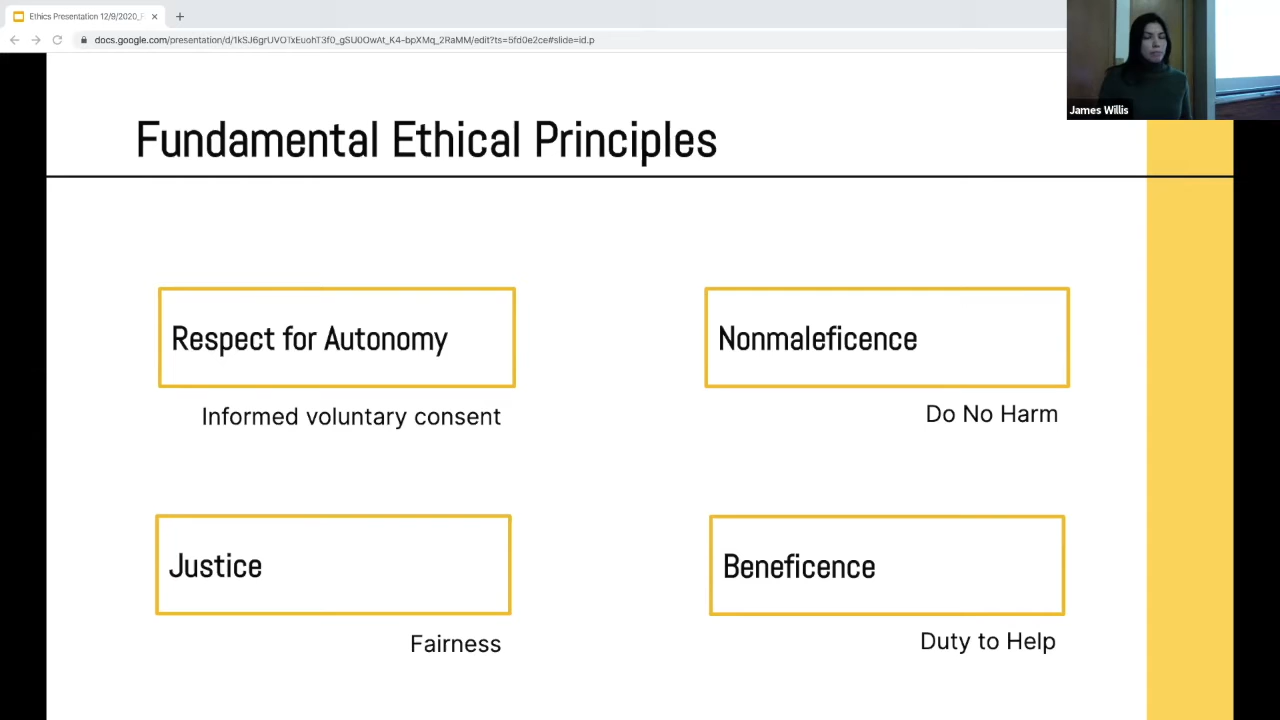 Ethics Presentation 12/9/2020_F
docs.google.com/presentation/d/1kSJ6grUVOTxEuohT3f0_gSU0OwAt_K4-bpXMq_2RaMM/edit?ts=5fd0e2ce#slide=id.p
James Willis
Fundamental Ethical Principles
Respect for Autonomy
Nonmaleficence
Informed voluntary consent
Do No Harm
Justice
Beneficence
Fairness
Duty to Help